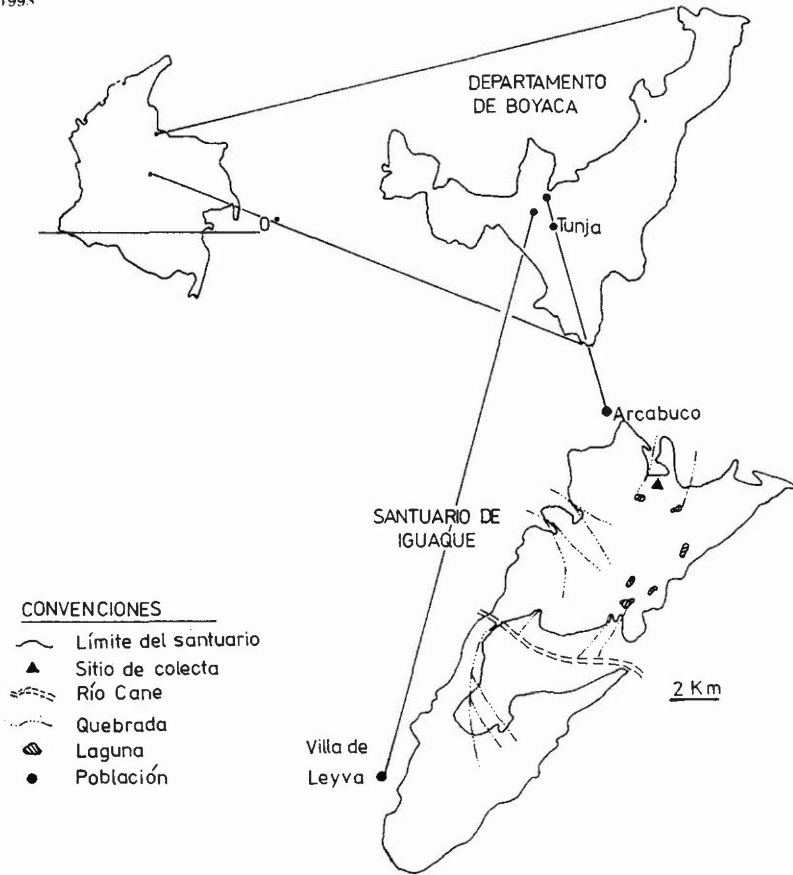 DEPARTAMENTO
DE BOYACA
0
Tunja
Arcabuco
SANTUARIO DE
IGUAQUE
CONVENCIONES
Límite del santuario
Sitio de colecta
Río Cane
Quebrada
Laguna
Población
2 Km
Villa de
Leyva